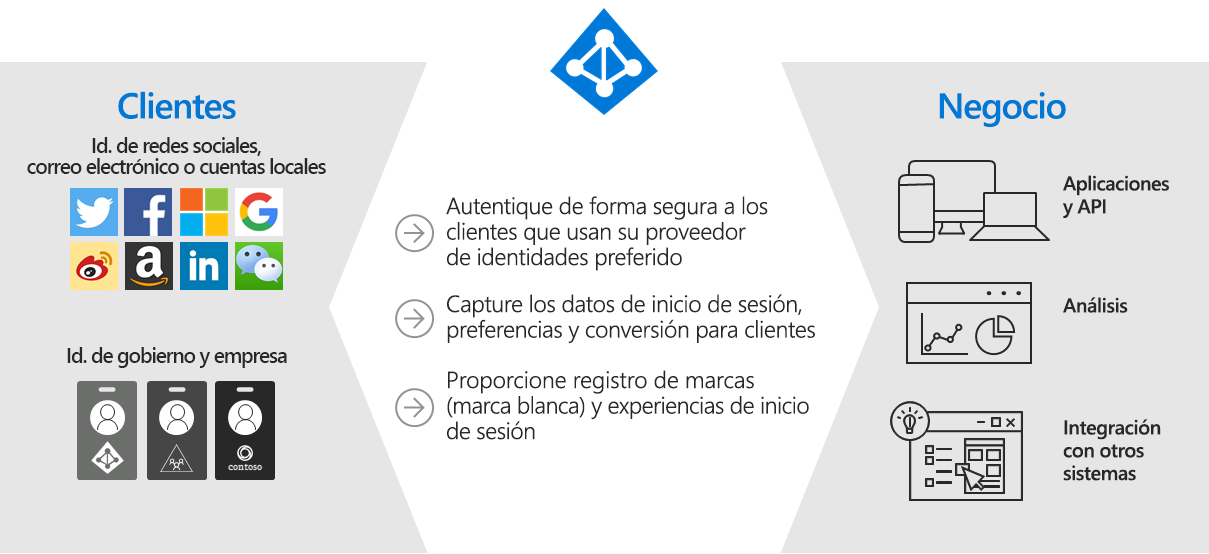 Clientes
Id. de redes sociales,
correo electrónico o cuentas locales
Id. de gobierno y empresa
contoso
Autentique de forma segura a los
clientes que usan su proveedor
de identidades preferido
Capture los datos de inicio de sesión,
preferencias y conversión para clientes
Proporcione registro de marcas
(marca blanca) y experiencias de inicio
de sesión
Negocio
Aplicaciones
y API
Análisis
Integración
con otros
sistemas